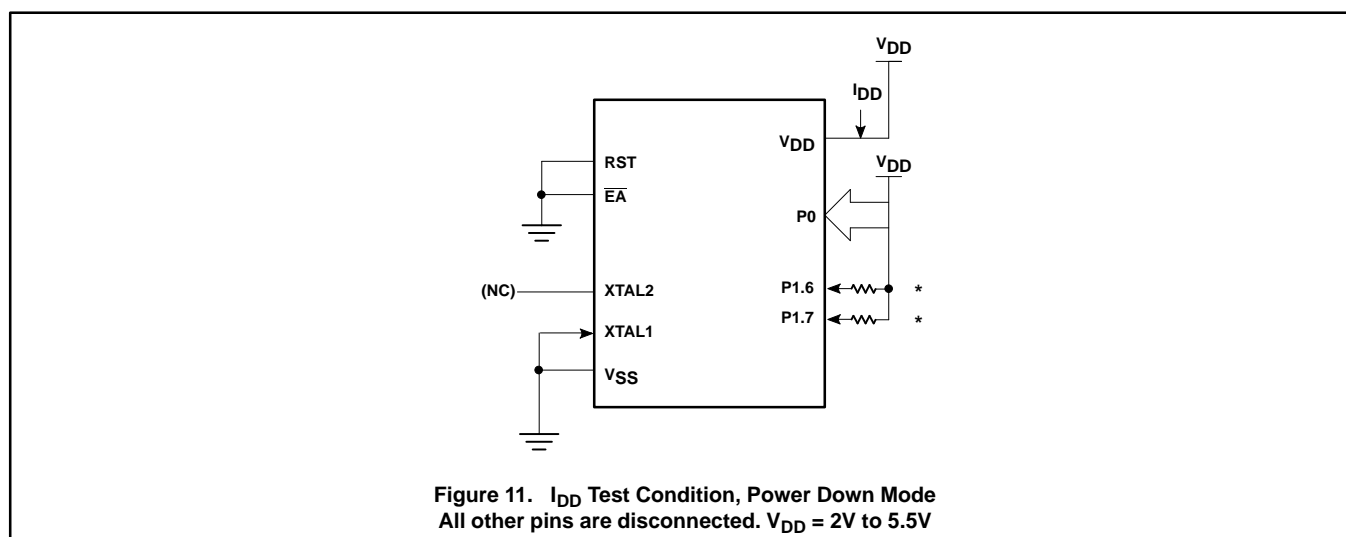 VDD
IDD
VDD
VDD
RST
EA
P0
(NC)
XTAL2
P1.6
*
P1.7
*
XTAL1
VSS
Figure 11. IDD Test Condition, Power Down Mode
All other pins are disconnected. VDD = 2V to 5.5V